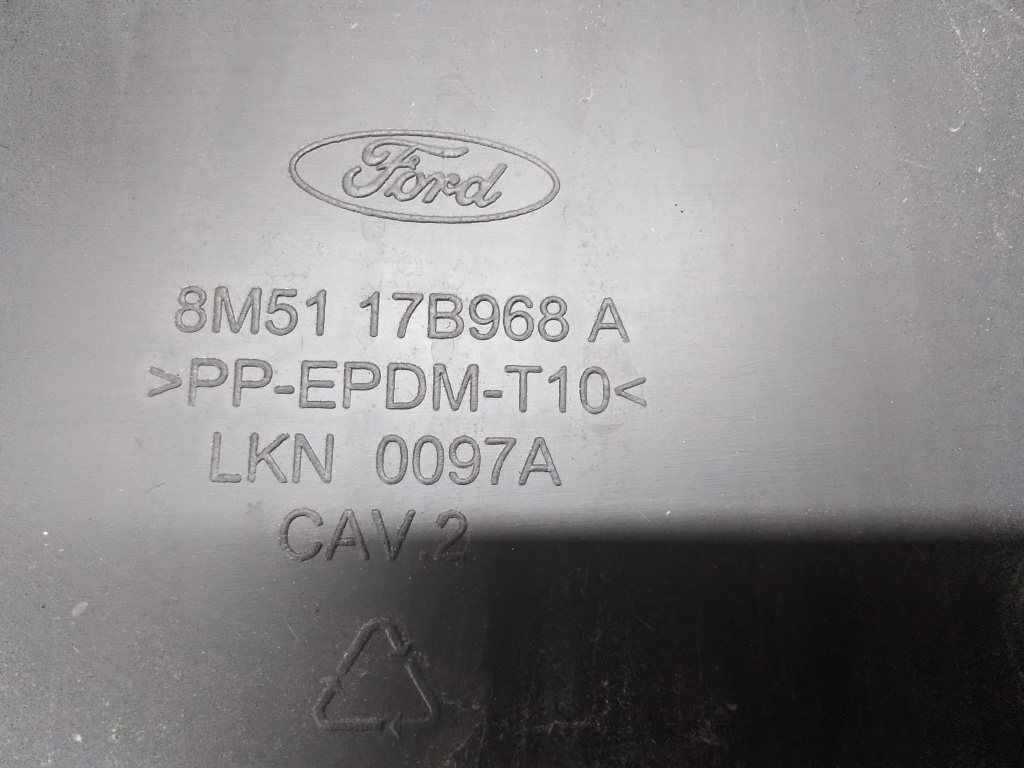 Ford
8M51 17B968 A
>PP-EPDM-T10<
LKN 0097A
CAV.2